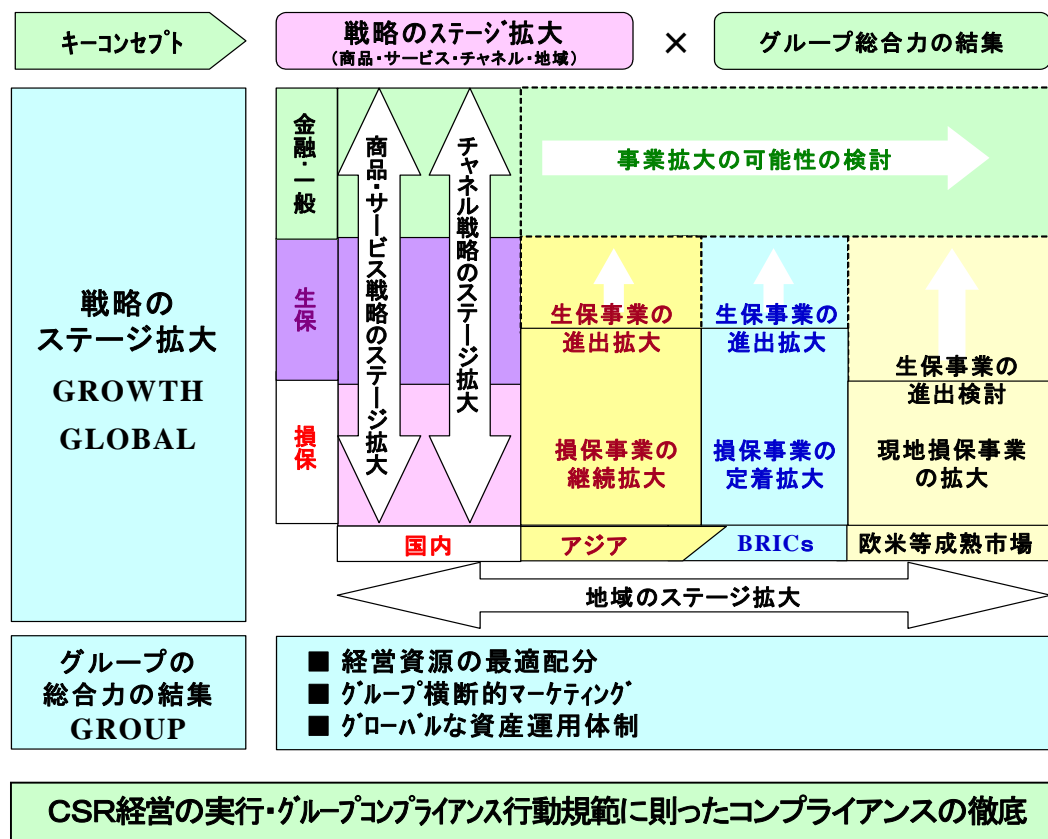 キーコンセプト
戦略のステージ拡大
(商品・サービス・チャネル・地域)
×
グループ総合力の結集
戦略の
ステージ拡大
GROWTH
GLOBAL
金融・一般
生保
損保
商品・サービス戦略のステージ拡大
チャネル戦略のステージ拡大
事業拡大の可能性の検討
生保事業の
進出拡大
生保事業の
進出拡大
生保事業の
進出検討
損保事業の
継続拡大
損保事業の
定着拡大
現地損保事業
の拡大
国内
アジア
BRICs
欧米等成熟市場
地域のステージ拡大
グループの
総合力の結集
GROUP
■ 経営資源の最適配分
■ グループ横断的マーケティング
■ グローバルな資産運用体制
CSR経営の実行・グループコンプライアンス行動規範に則ったコンプライアンスの徹底